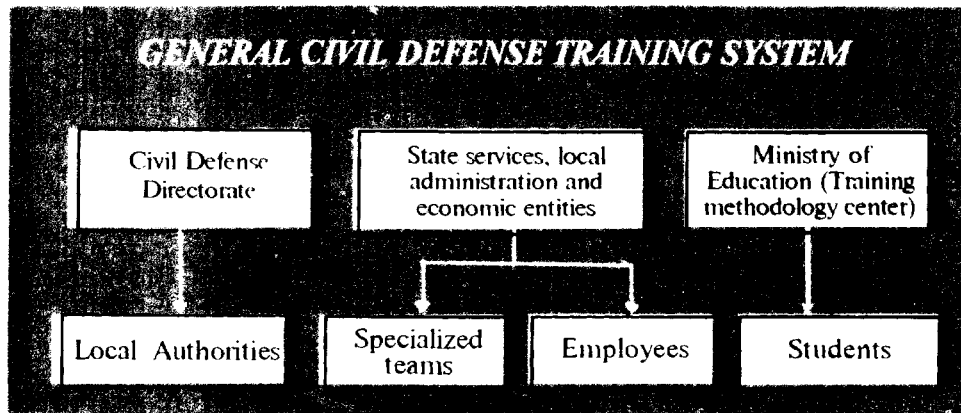 GENERAL CIVIL DEFENSE TRAINING SYSTEM
Civil Defense
Directorate
State services, local
administration and
economic entities
Ministry of
Education (Training
methodology center)
Local Authorities
Specialized
teams
Employees
Students